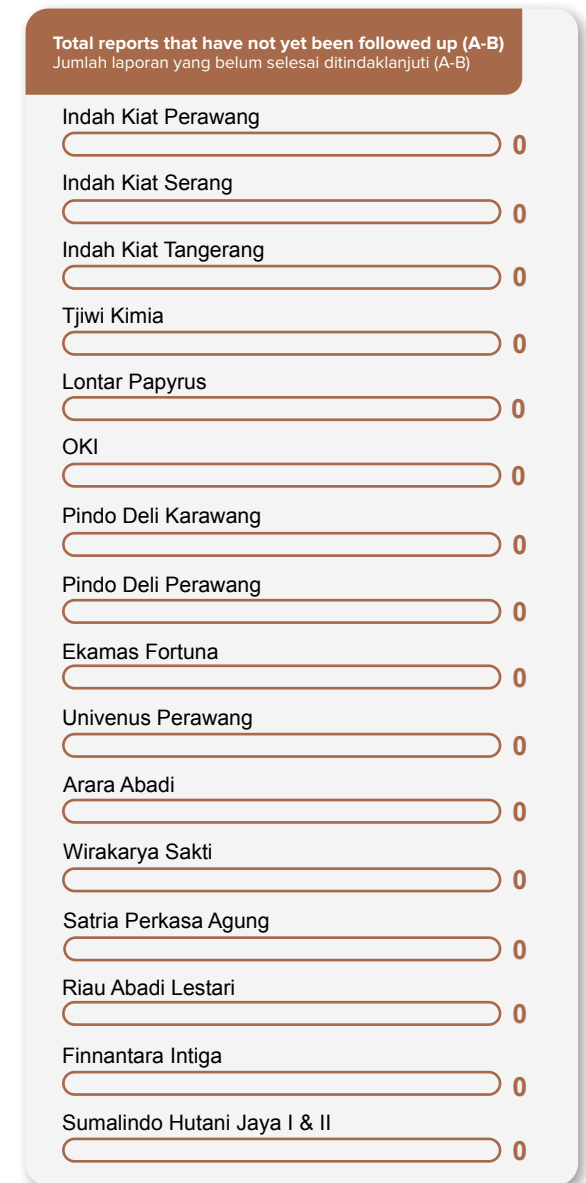 Total reports that have not yet been followed up (A-B)
Jumlah laporan yang belum selesai ditindaklanjuti (A-B)
Indah Kiat Perawang
0
Indah Kiat Serang
0
Indah Kiat Tangerang
0
Tjiwi Kimia
0
Lontar Papyrus
0
OKI
0
Pindo Deli Karawang
0
Pindo Deli Perawang
0
Ekamas Fortuna
0
Univenus Perawang
0
Arara Abadi
0
Wirakarya Sakti
0
Satria Perkasa Agung
0
Riau Abadi Lestari
0
Finnantara Intiga
0
Sumalindo Hutani Jaya I & II
0